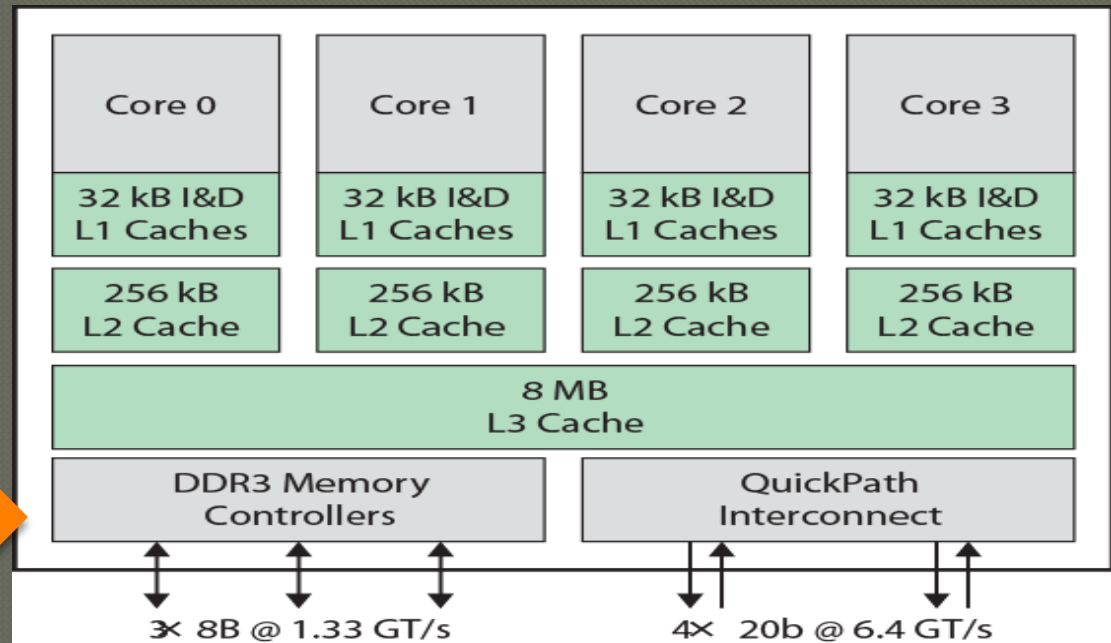 Core 0
Core 1
Core 2
Core 3
32 kB I&D
L1 Caches
32 kB I&D
L1 Caches
32 kB I&D
L1 Caches
32 kB I&D
L1 Caches
256 kB
L2 Cache
256 kB
L2 Cache
256 kB
L2 Cache
256 kB
L2 Cache
8 MB
L3 Cache
DDR3 Memory
Controllers
QuickPath
Interconnect
3× 8B @ 1.33 GT/s
4× 20b @ 6.4 GT/s